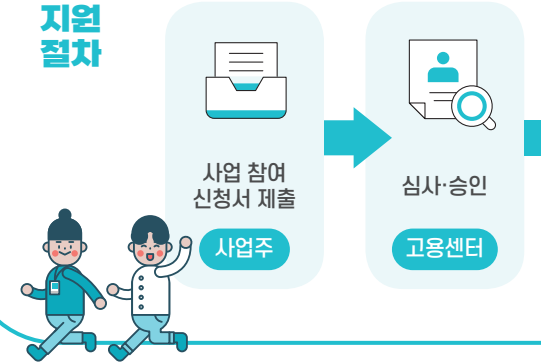 지원
절차
사업 참여
신청서 제출
사업주
심사·승인
고용센터